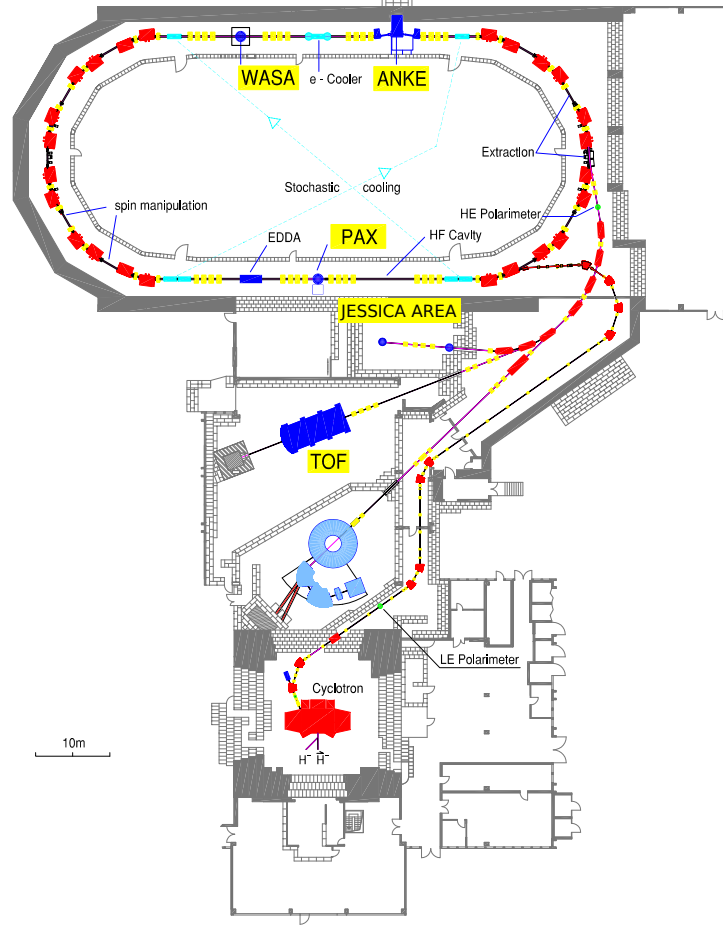 WASA
e - Cooler
ANKE
Extraction
Stochastic cooling
spin manipulation
HE Polarimeter
EDDA
PAX
HF Cavity
JESSICA AREA
TOF
LE Polarimeter
Cyclotron
10m
H⁻ H⃗⁻